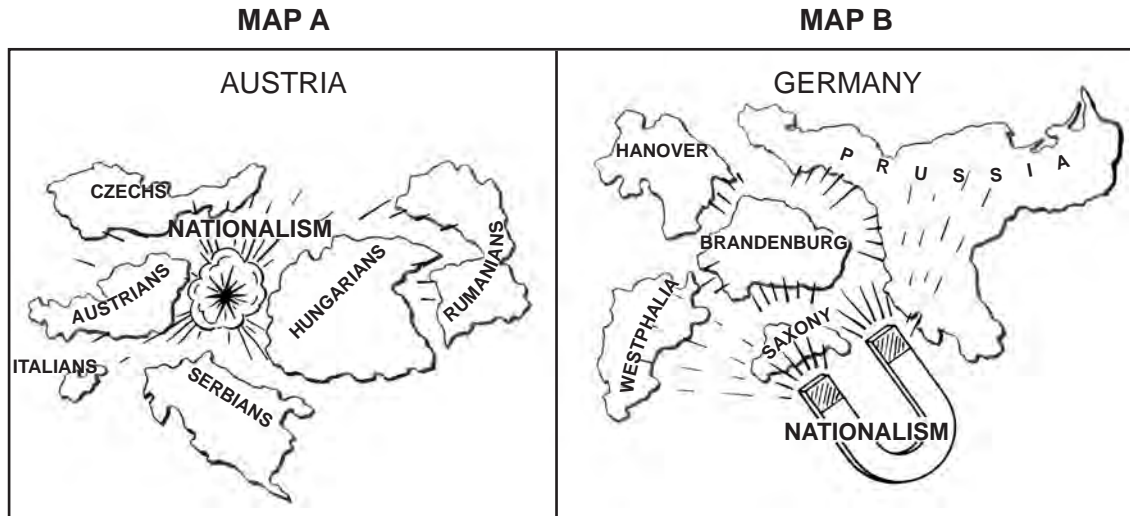 MAP A
MAP B
AUSTRIA
CZECHS
NATIONALISM
AUSTRIANS
HUNGARIANS
RUMANIANS
ITALIANS
SERBIANS
GERMANY
HANOVER
PRUSSIA
BRANDENBURG
WESTPHALIA
SAXONY
NATIONALISM